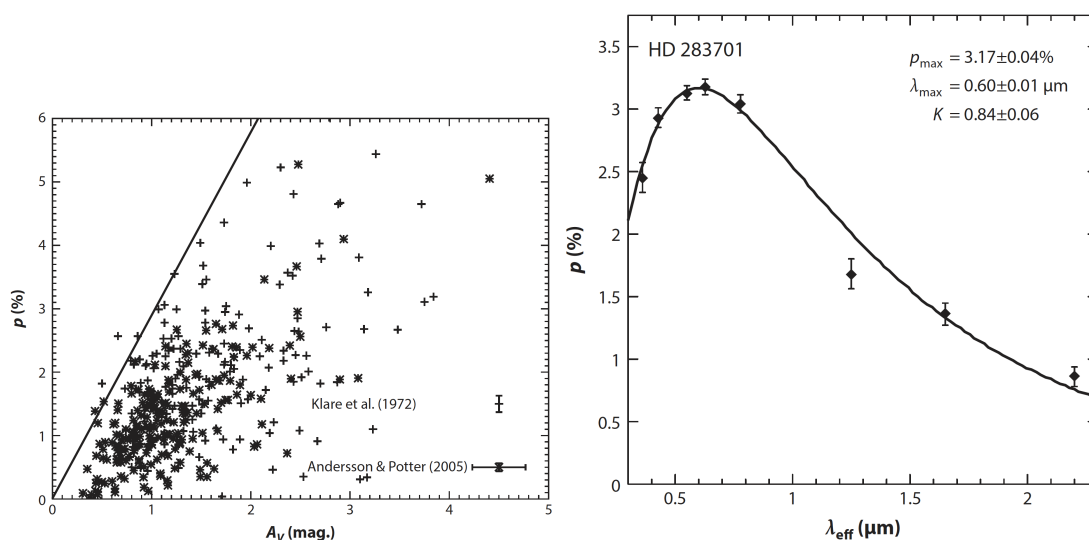 6
5
4
3
2
1
0
p (%)
Klare et al. (1972)
Andersson & Potter (2005)
0
1
2
3
4
5
A_V (mag.)
3.5
3
2.5
2
1.5
1
0.5
0
p (%)
HD 283701
p_max = 3.17±0.04%
λ_max = 0.60±0.01 µm
K = 0.84±0.06
0.5
1
1.5
2
λ_eff (µm)